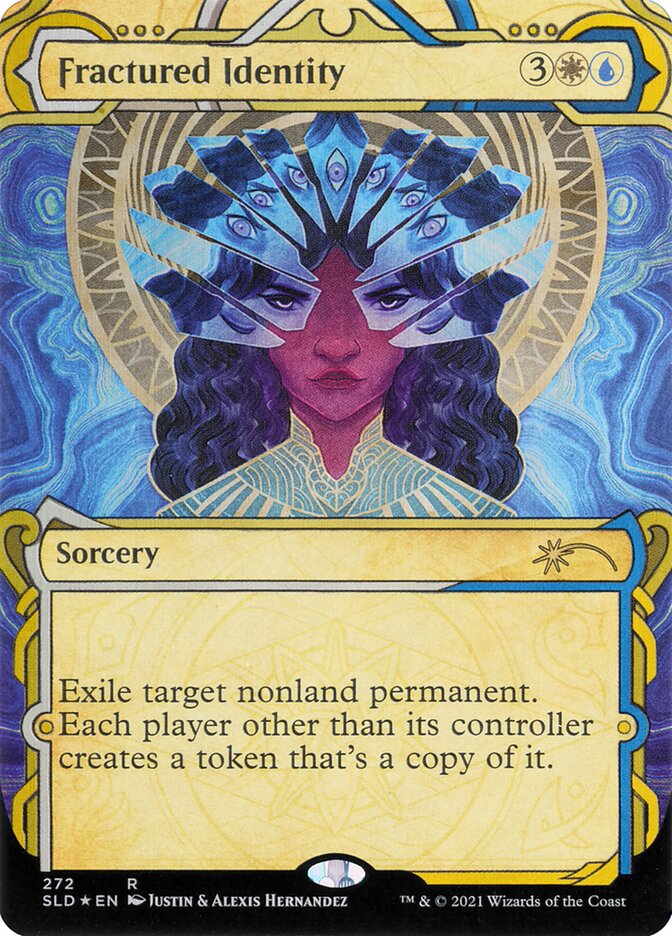 Fractured Identity 3
Sorcery
Exile target nonland permanent.
Each player other than its controller
creates a token that's a copy of it.
272 R
SLD★EN Justin & Alexis Hernandez ™ & © 2021 Wizards of the Coast